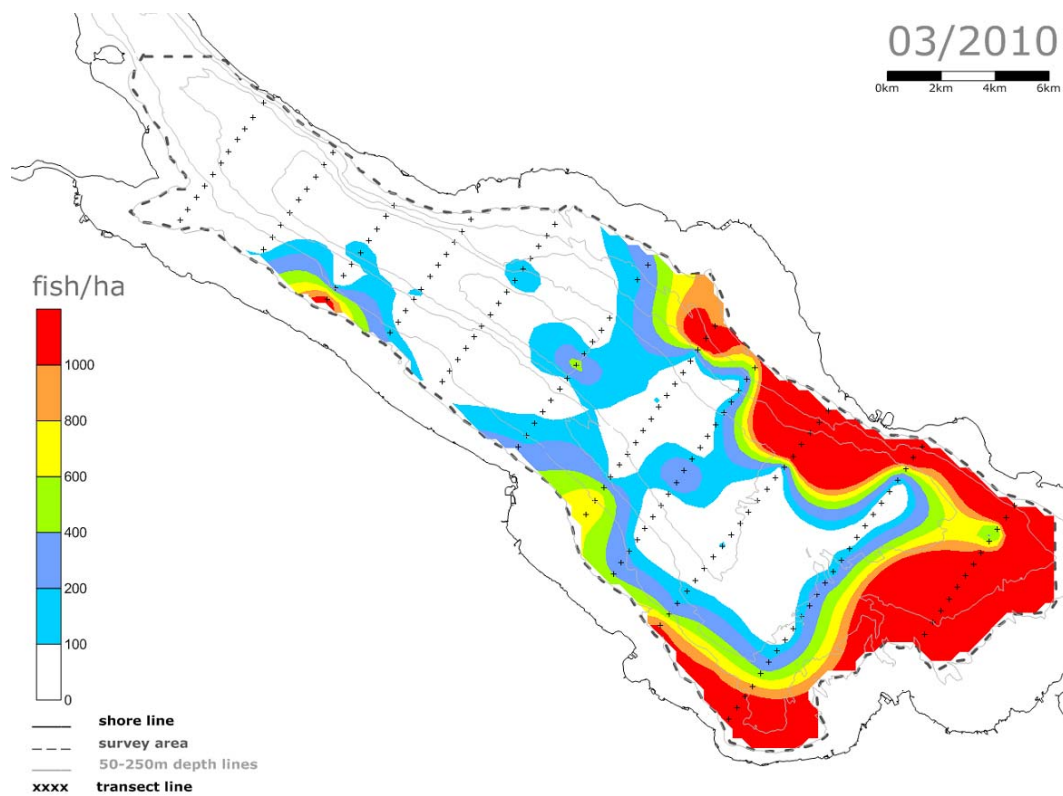 03/2010
0km 2km 4km 6km
fish/ha
1000
800
600
400
200
100
0
shore line
survey area
50-250m depth lines
xxxx transect line